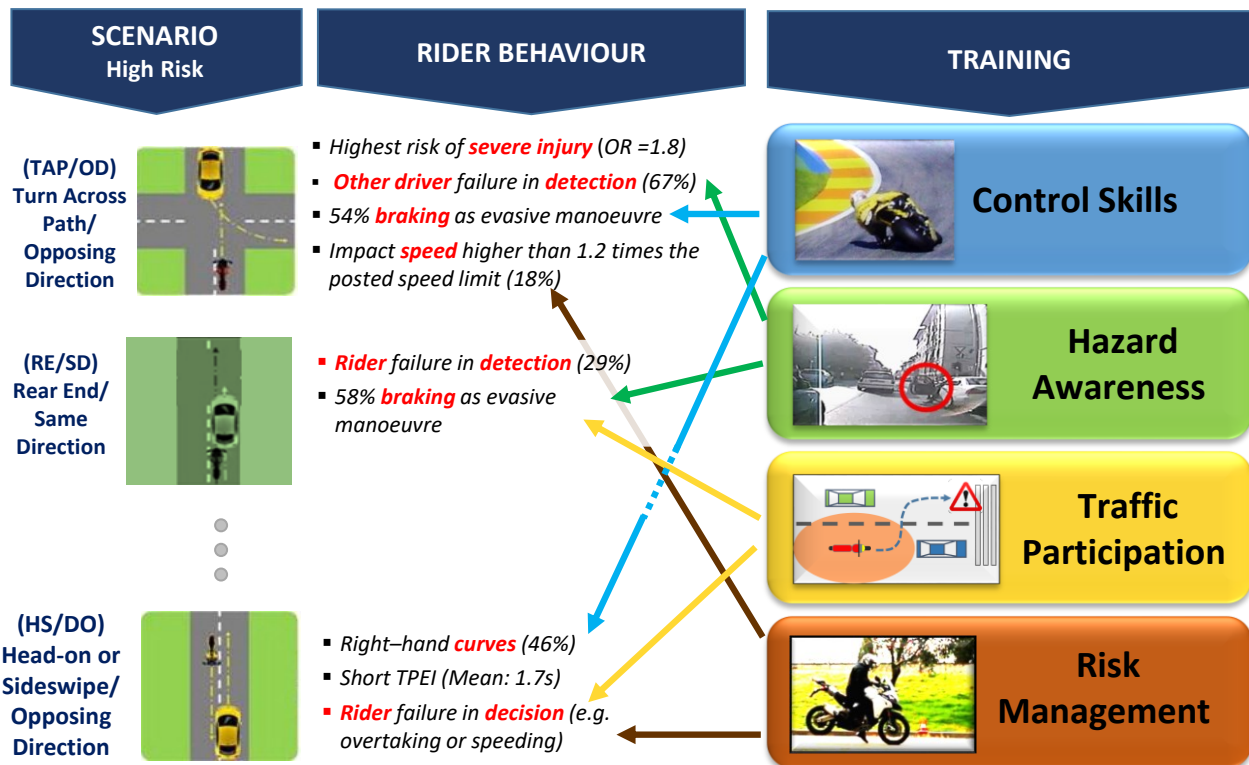 SCENARIO
High Risk
RIDER BEHAVIOUR
TRAINING
(TAP/OD)
Turn Across
Path/
Opposing
Direction
▪ Highest risk of severe injury (OR =1.8)
▪ Other driver failure in detection (67%)
▪ 54% braking as evasive manoeuvre
▪ Impact speed higher than 1.2 times the
posted speed limit (18%)
Control Skills
(RE/SD)
Rear End/
Same
Direction
▪ Rider failure in detection (29%)
▪ 58% braking as evasive
manoeuvre
Hazard
Awareness
Traffic
Participation
(HS/DO)
Head-on or
Sideswipe/
Opposing
Direction
▪ Right–hand curves (46%)
▪ Short TPEI (Mean: 1.7s)
▪ Rider failure in decision (e.g.
overtaking or speeding)
Risk
Management